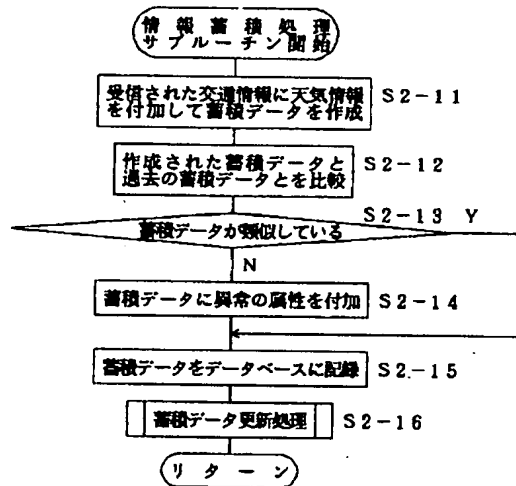 情報蓄積処理
サブルーチン開始
受信された交通情報に天気情報
を付加して蓄積データを作成
S2-11
作成された蓄積データと
過去の蓄積データとを比較
S2-12
S2-13 Y
蓄積データが類似している
N
蓄積データに異常の属性を付加
S2-14
蓄積データをデータベースに記録
S2-15
蓄積データ更新処理
S2-16
リターン